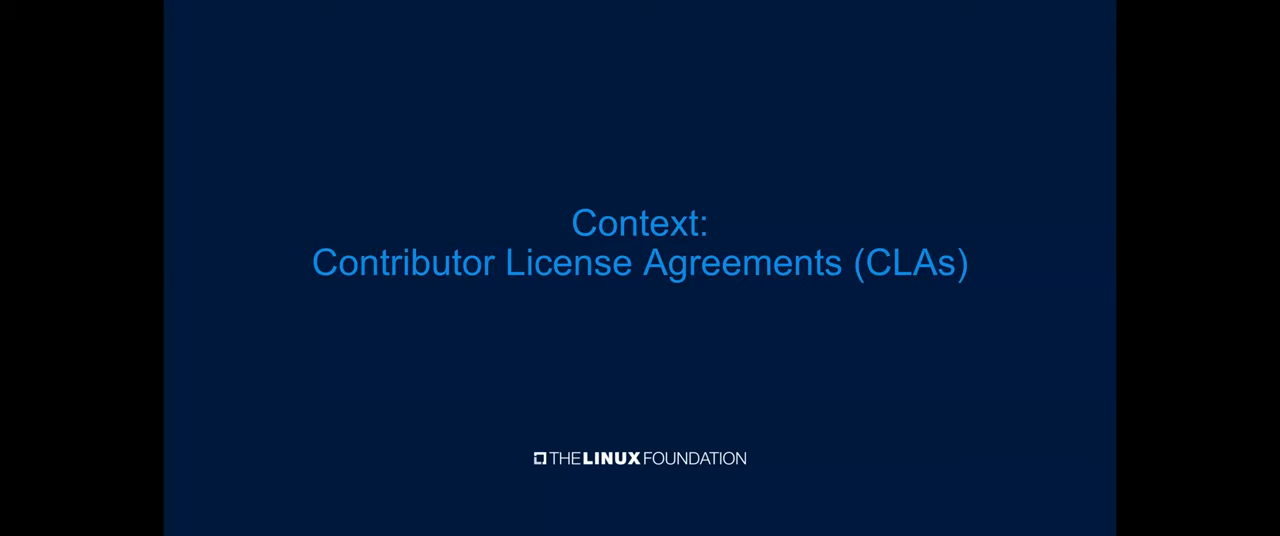 Context:
Contributor License Agreements (CLAs)
THE LINUX FOUNDATION